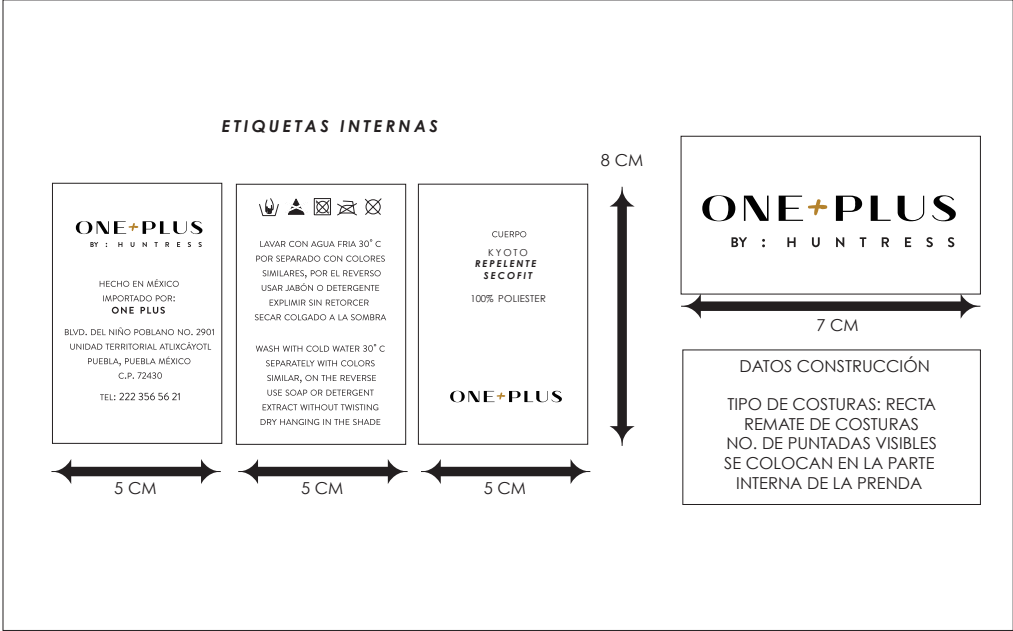 ETIQUETAS INTERNAS
ONE+PLUS
BY : HUNTRESS
HECHO EN MÉXICO
IMPORTADO POR:
ONE PLUS
BLVD. DEL NIÑO POBLANO NO. 2901
UNIDAD TERRITORIAL ATLIXCÁYOTL
PUEBLA, PUEBLA MÉXICO
C.P. 72430
TEL: 222 356 56 21
5 CM
LAVAR CON AGUA FRIA 30° C
POR SEPARADO CON COLORES
SIMILARES, POR EL REVERSO
USAR JABÓN O DETERGENTE
EXPLIMIR SIN RETORCER
SECAR COLGADO A LA SOMBRA
WASH WITH COLD WATER 30° C
SEPARATELY WITH COLORS
SIMILAR, ON THE REVERSE
USE SOAP OR DETERGENT
EXTRACT WITHOUT TWISTING
DRY HANGING IN THE SHADE
5 CM
CUERPO
KYOTO
REPELENTE
SECOFIT
100% POLIESTER
ONE+PLUS
5 CM
8 CM
ONE+PLUS
BY : HUNTRESS
7 CM
DATOS CONSTRUCCIÓN
TIPO DE COSTURAS: RECTA
REMATE DE COSTURAS
NO. DE PUNTADAS VISIBLES
SE COLOCAN EN LA PARTE
INTERNA DE LA PRENDA